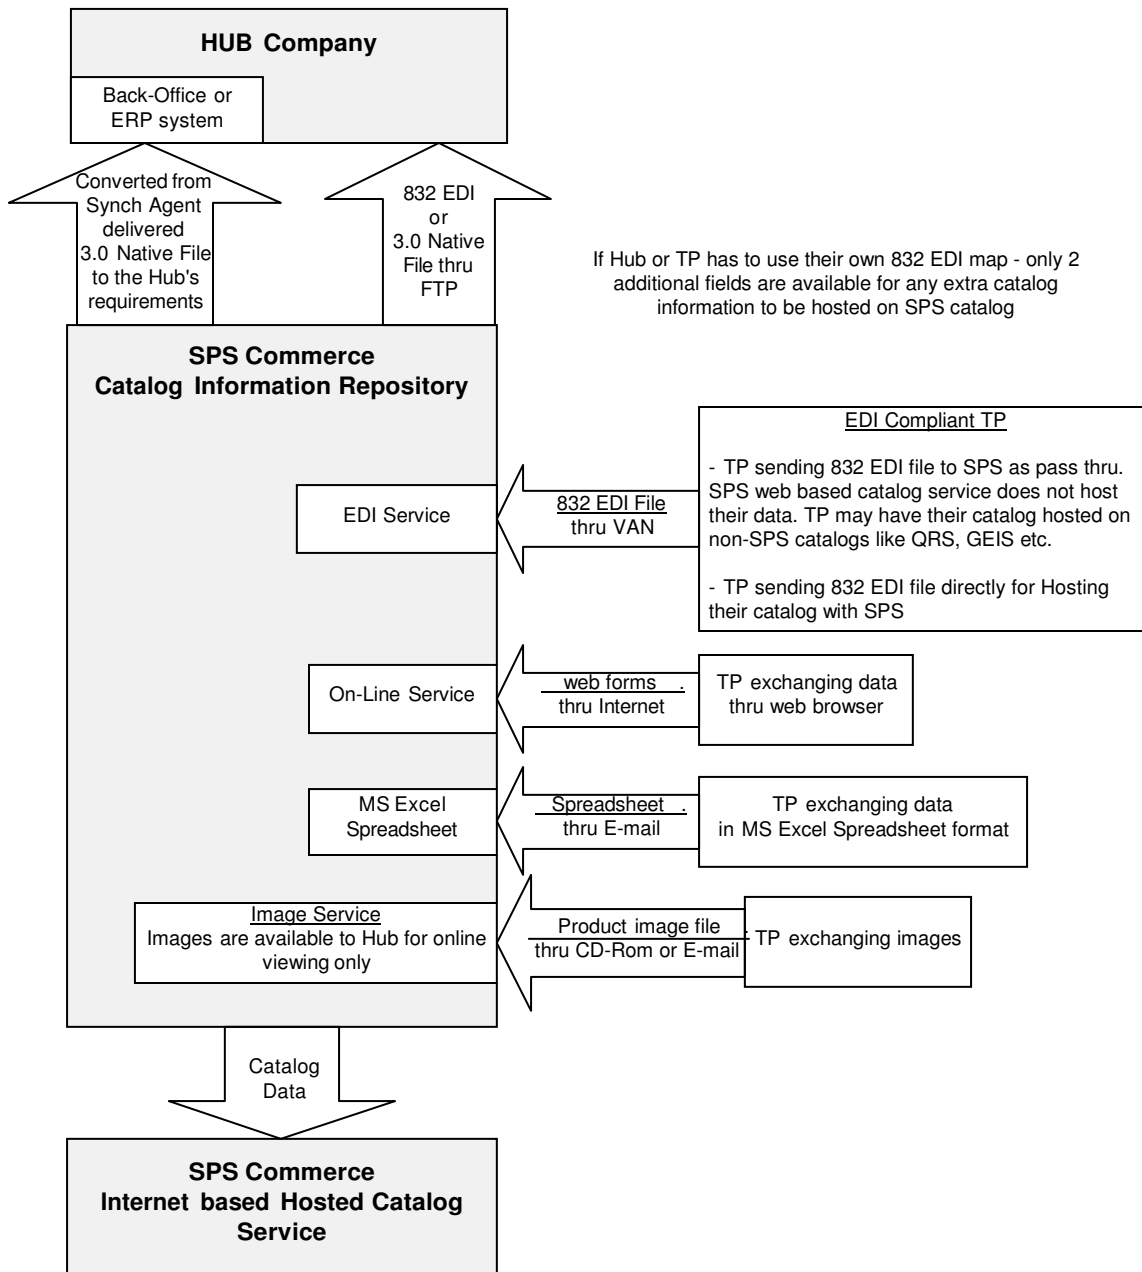 HUB Company
Back-Office or
ERP system
Converted from
Synch Agent
delivered
3.0 Native File
to the Hub's
requirements
832 EDI
or
3.0 Native
File thru
FTP
If Hub or TP has to use their own 832 EDI map - only 2
additional fields are available for any extra catalog
information to be hosted on SPS catalog
SPS Commerce
Catalog Information Repository
EDI Service
832 EDI File
thru VAN
EDI Compliant TP
- TP sending 832 EDI file to SPS as pass thru.
SPS web based catalog service does not host
their data. TP may have their catalog hosted on
non-SPS catalogs like QRS, GEIS etc.
- TP sending 832 EDI file directly for Hosting
their catalog with SPS
On-Line Service
web forms .
thru Internet
TP exchanging data
thru web browser
MS Excel
Spreadsheet
Spreadsheet .
thru E-mail
TP exchanging data
in MS Excel Spreadsheet format
Image Service
Images are available to Hub for online
viewing only
Product image file
thru CD-Rom or E-mail
TP exchanging images
Catalog
Data
SPS Commerce
Internet based Hosted Catalog
Service